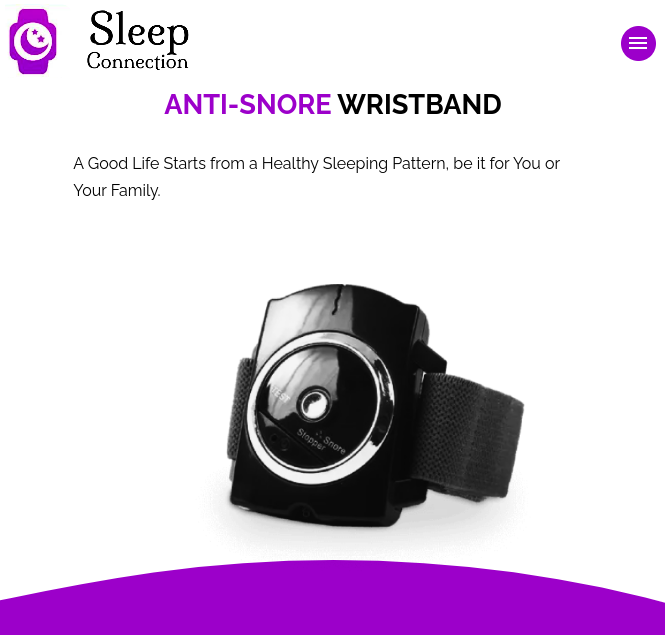 Sleep
Connection
ANTI-SNORE WRISTBAND
A Good Life Starts from a Healthy Sleeping Pattern, be it for You or
Your Family.
TEST
Snore
Stopper